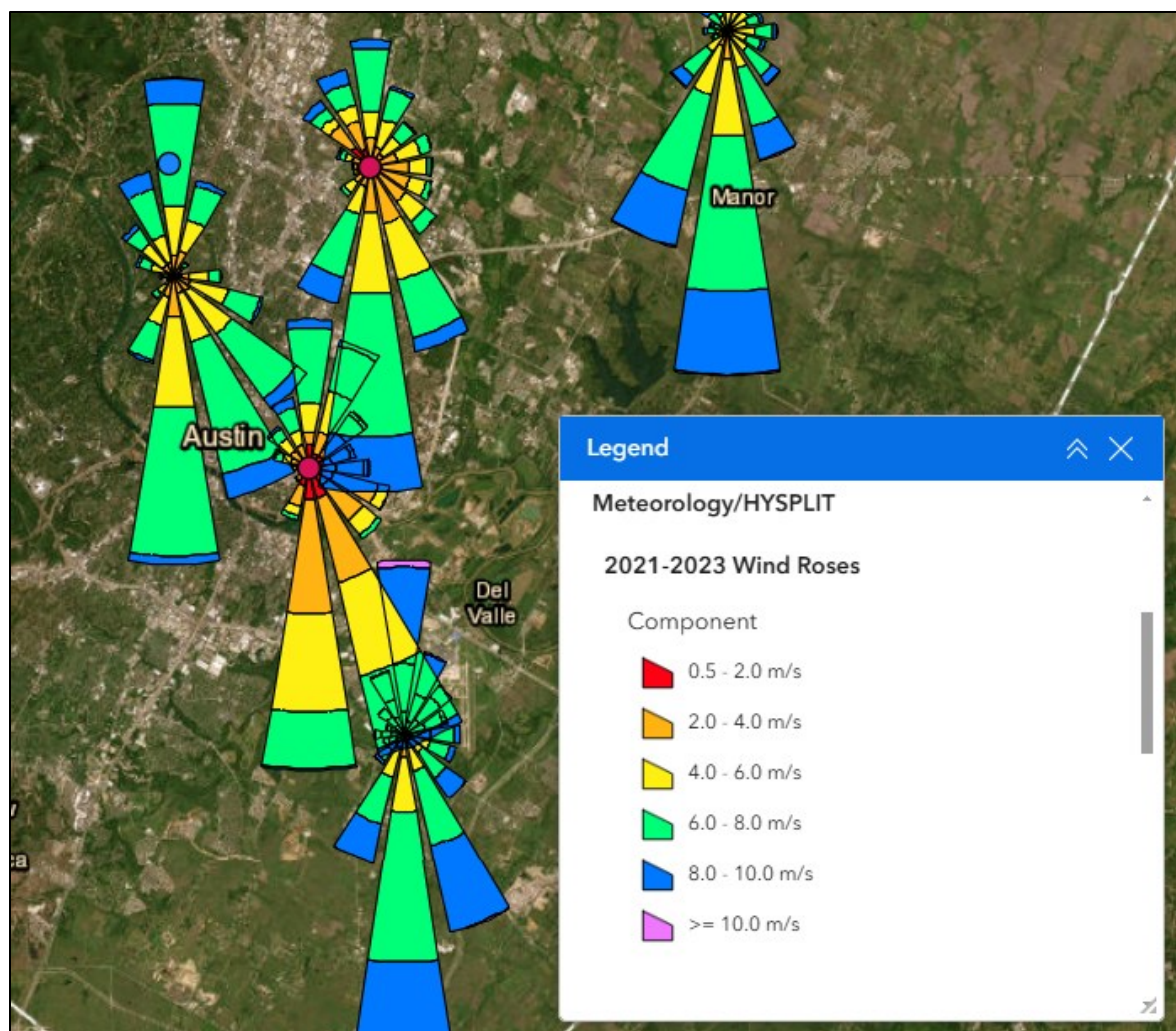 Manor
Austin
Del
Valle
Legend
Meteorology/HYSPLIT
2021-2023 Wind Roses
Component
0.5 - 2.0 m/s
2.0 - 4.0 m/s
4.0 - 6.0 m/s
6.0 - 8.0 m/s
8.0 - 10.0 m/s
>= 10.0 m/s
ca